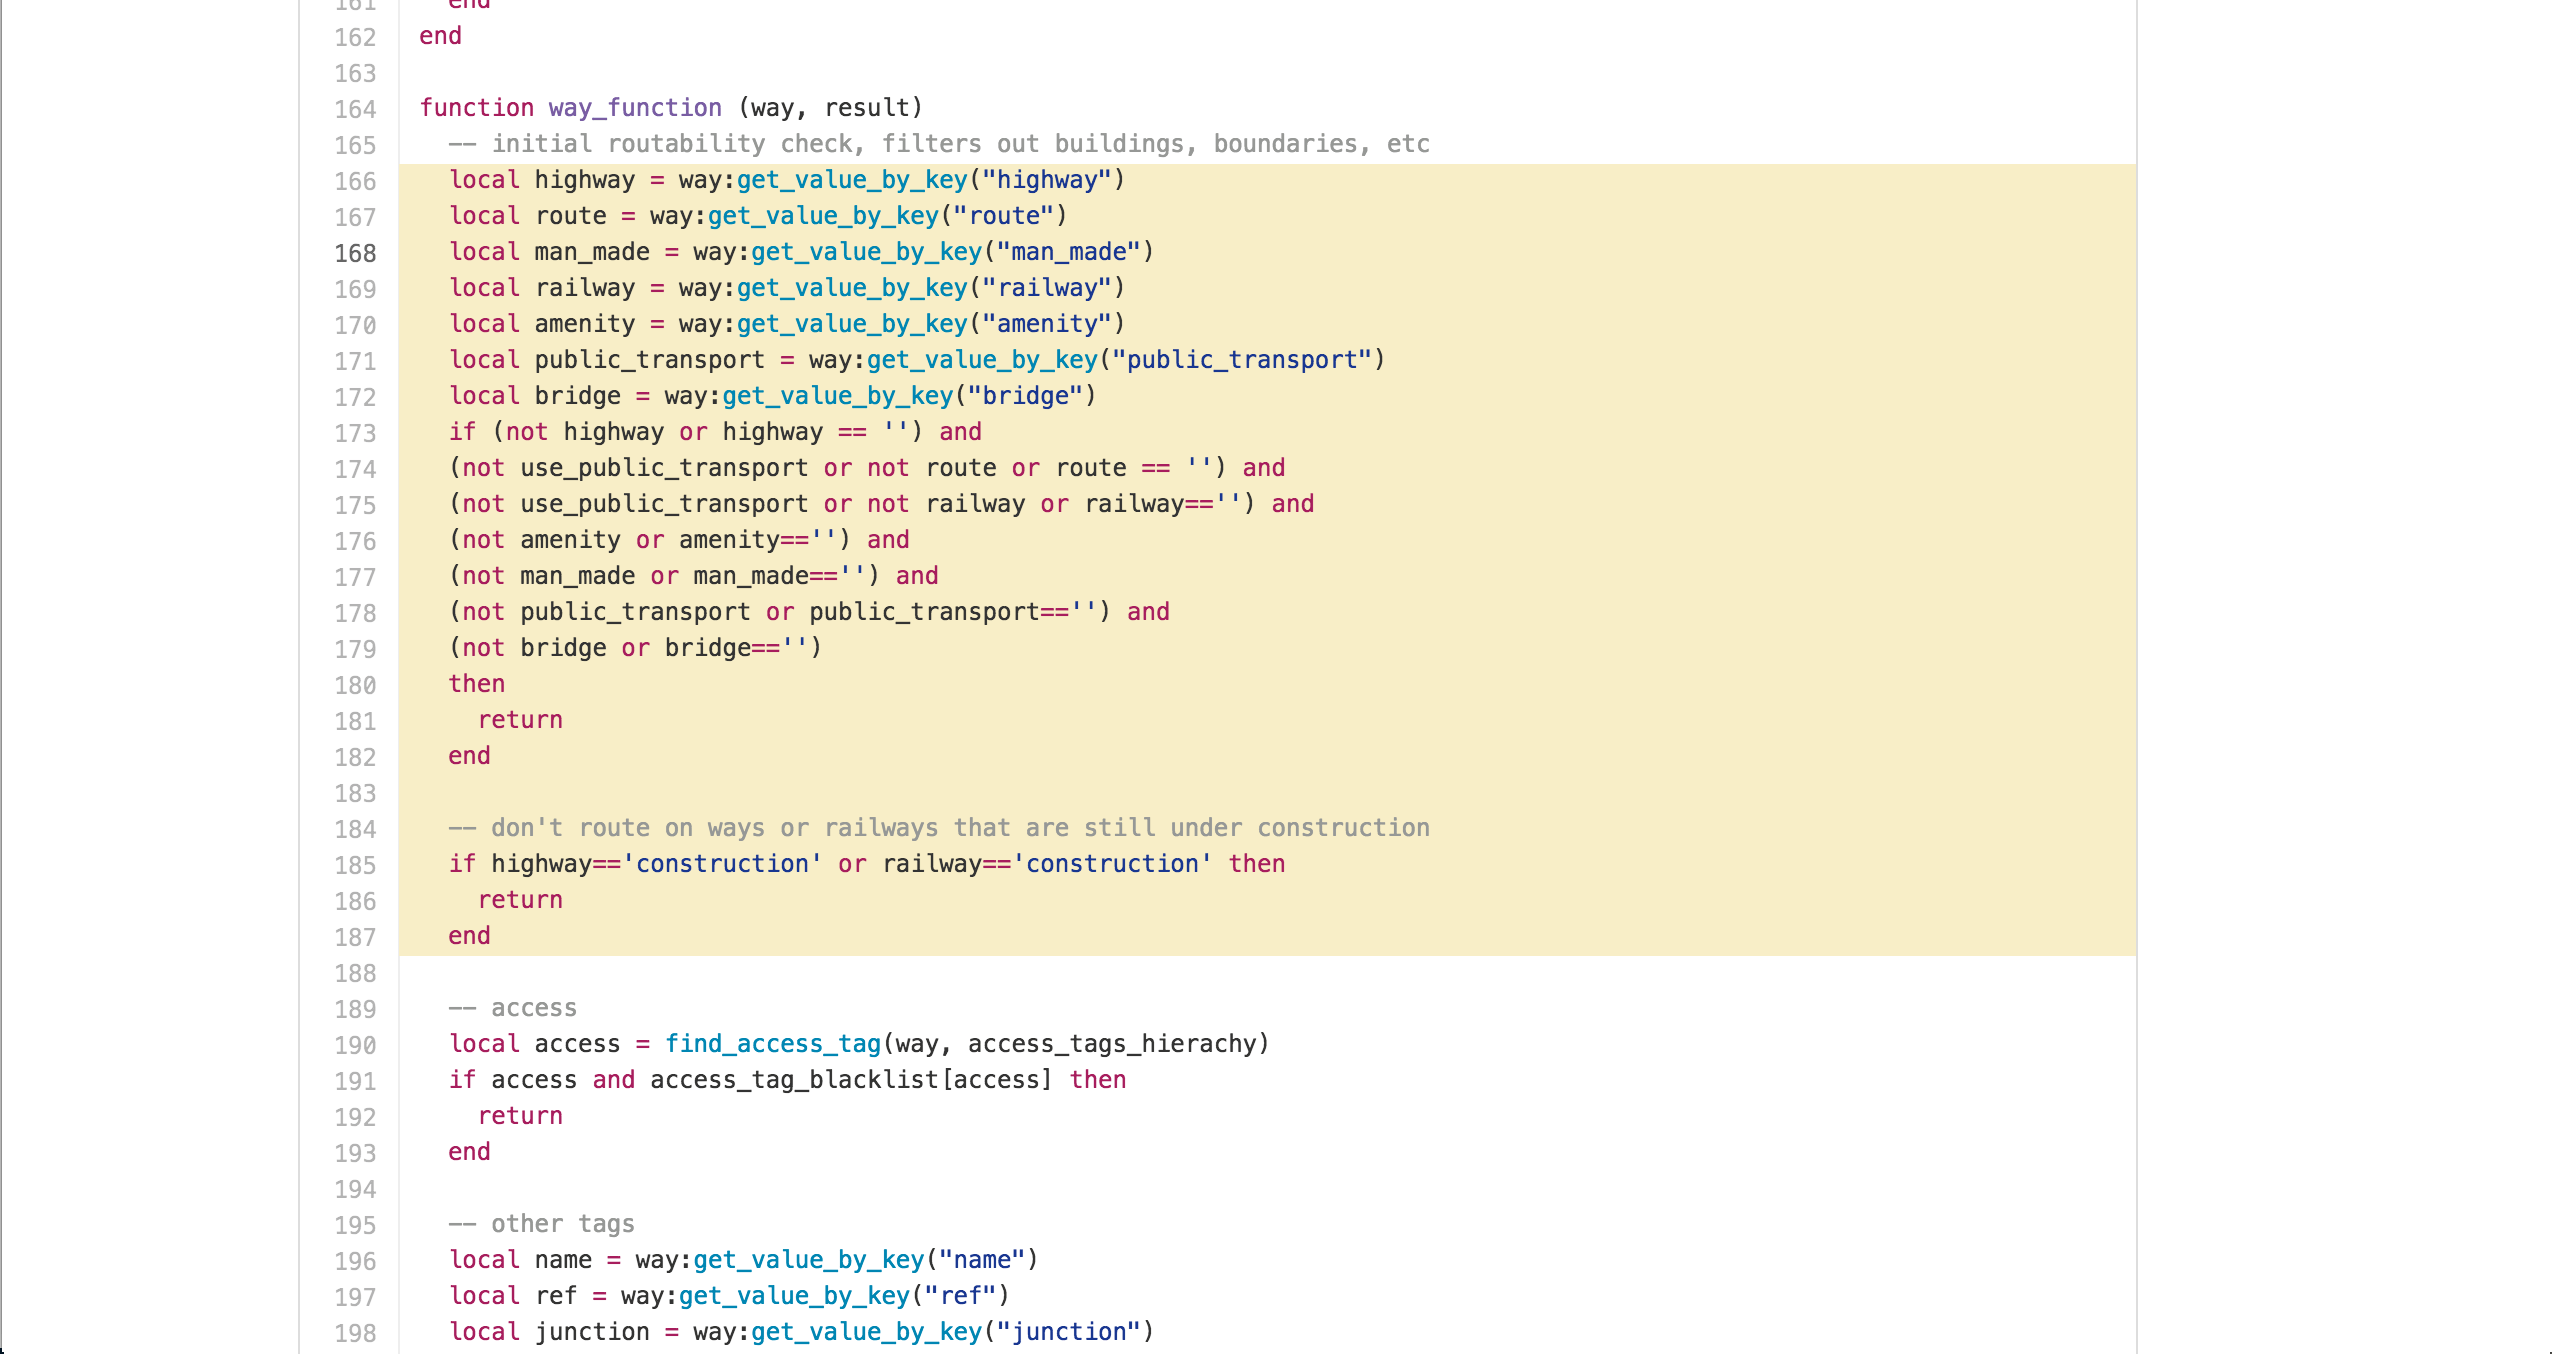 161 end
162 end
163
164 function way_function (way, result)
165 -- initial routability check, filters out buildings, boundaries, etc
166 local highway = way:get_value_by_key("highway")
167 local route = way:get_value_by_key("route")
168 local man_made = way:get_value_by_key("man_made")
169 local railway = way:get_value_by_key("railway")
170 local amenity = way:get_value_by_key("amenity")
171 local public_transport = way:get_value_by_key("public_transport")
172 local bridge = way:get_value_by_key("bridge")
173 if (not highway or highway == '') and
174 (not use_public_transport or not route or route == '') and
175 (not use_public_transport or not railway or railway=='') and
176 (not amenity or amenity=='') and
177 (not man_made or man_made=='') and
178 (not public_transport or public_transport=='') and
179 (not bridge or bridge=='')
180 then
181 return
182 end
183
184 -- don't route on ways or railways that are still under construction
185 if highway=='construction' or railway=='construction' then
186 return
187 end
188
189 -- access
190 local access = find_access_tag(way, access_tags_hierachy)
191 if access and access_tag_blacklist[access] then
192 return
193 end
194
195 -- other tags
196 local name = way:get_value_by_key("name")
197 local ref = way:get_value_by_key("ref")
198 local junction = way:get_value_by_key("junction")